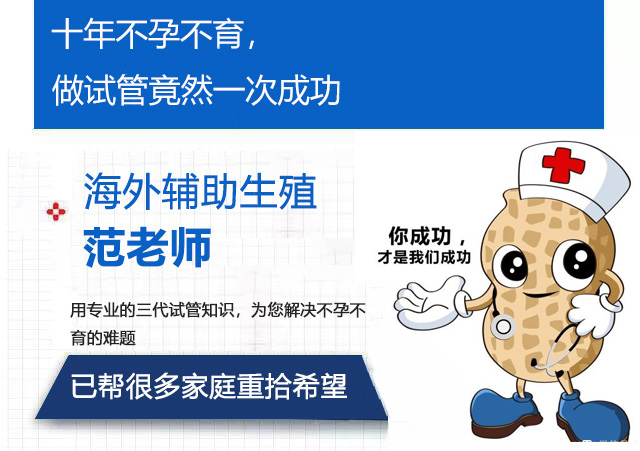 十年不孕不育，
做试管竟然一次成功
海外辅助生殖
范老师
你成功，
才是我们成功
用专业的三代试管知识，为您解决不孕不
育的难题
已帮很多家庭重拾希望